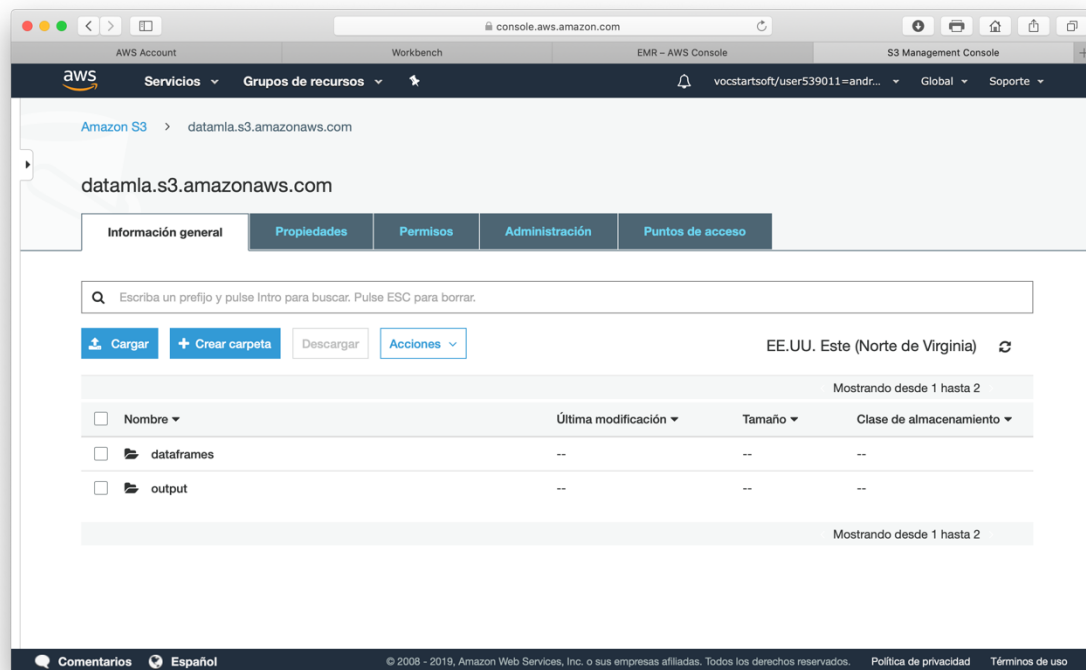 console.aws.amazon.com
AWS Account Workbench EMR – AWS Console S3 Management Console
aws Servicios Grupos de recursos vocstartsoft/user539011=andr... Global Soporte
Amazon S3 > datamla.s3.amazonaws.com
datamla.s3.amazonaws.com
Información general Propiedades Permisos Administración Puntos de acceso
Escriba un prefijo y pulse Intro para buscar. Pulse ESC para borrar.
Cargar + Crear carpeta Descargar Acciones EE.UU. Este (Norte de Virginia)
Mostrando desde 1 hasta 2
Nombre Última modificación Tamaño Clase de almacenamiento
dataframes -- -- --
output -- -- --
Mostrando desde 1 hasta 2
Comentarios Español © 2008 - 2019, Amazon Web Services, Inc. o sus empresas afiliadas. Todos los derechos reservados. Política de privacidad Términos de uso